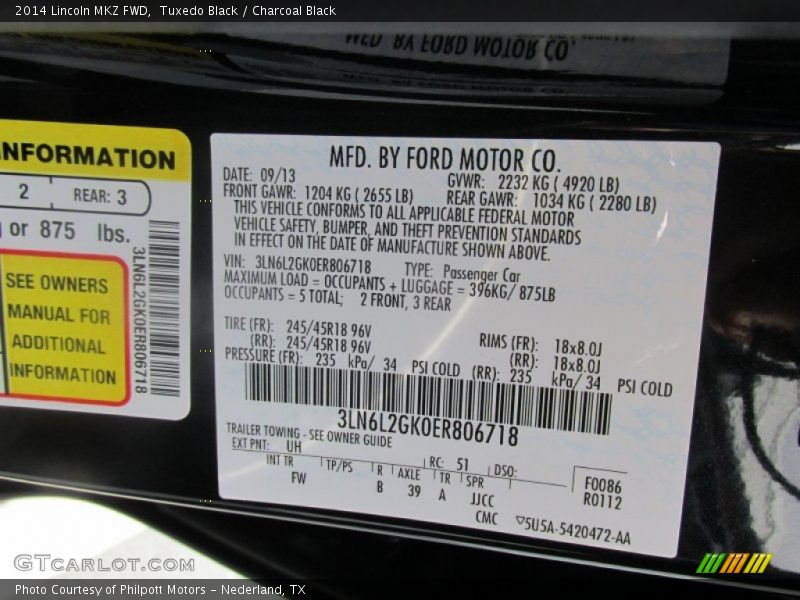 2014 Lincoln MKZ FWD, Tuxedo Black / Charcoal Black
MFD. BY FORD MOTOR CO.
INFORMATION
2 REAR: 3
or 875 lbs.
SEE OWNERS
MANUAL FOR
ADDITIONAL
INFORMATION
3LN6L2GK0ER806718
MFD. BY FORD MOTOR CO.
DATE: 09/13 GVWR: 2232 KG ( 4920 LB)
FRONT GAWR: 1204 KG ( 2655 LB) REAR GAWR: 1034 KG ( 2280 LB)
THIS VEHICLE CONFORMS TO ALL APPLICABLE FEDERAL MOTOR
VEHICLE SAFETY, BUMPER, AND THEFT PREVENTION STANDARDS
IN EFFECT ON THE DATE OF MANUFACTURE SHOWN ABOVE.
VIN: 3LN6L2GK0ER806718 TYPE: Passenger Car
MAXIMUM LOAD = OCCUPANTS + LUGGAGE = 396KG/ 875LB
OCCUPANTS = 5 TOTAL; 2 FRONT, 3 REAR
TIRE (FR): 245/45R18 96V RIMS (FR): 18x8.0J
(RR): 245/45R18 96V (RR): 18x8.0J
PRESSURE (FR): 235 kPa/ 34 PSI COLD (RR): 235 kPa/ 34 PSI COLD
3LN6L2GK0ER806718
TRAILER TOWING - SEE OWNER GUIDE
EXT PNT: UH RC: 51 DSO:
INT TR TP/PS R AXLE TR SPR
FW B 39 A JJCC
CMC
F0086
R0112
5U5A-5420472-AA
GTCARLOT.COM
Photo Courtesy of Philpott Motors – Nederland, TX